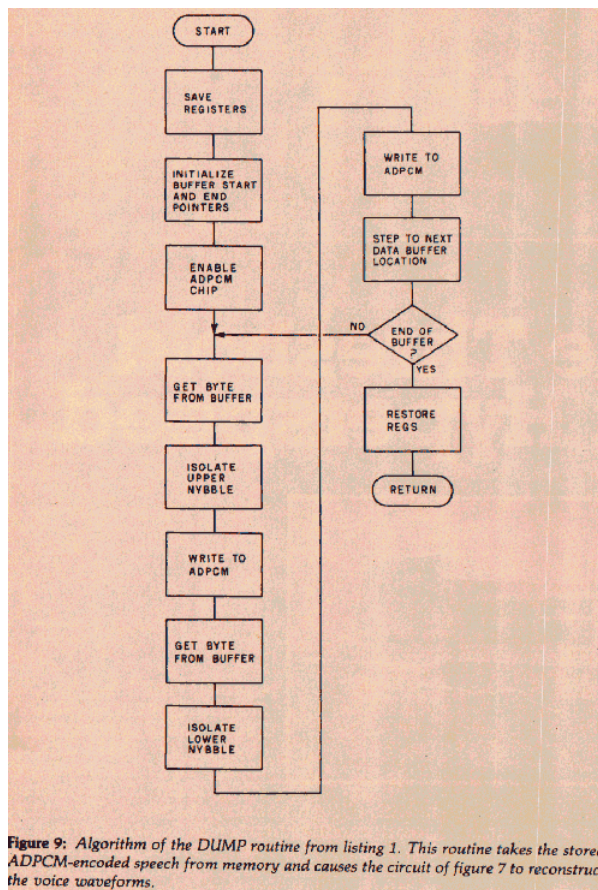 START
SAVE
REGISTERS
INITIALIZE
BUFFER START
AND END
POINTERS
ENABLE
ADPCM
CHIP
GET BYTE
FROM BUFFER
ISOLATE
UPPER
NYBBLE
WRITE TO
ADPCM
GET BYTE
FROM BUFFER
ISOLATE
LOWER
NYBBLE
WRITE TO
ADPCM
STEP TO NEXT
DATA BUFFER
LOCATION
NO
END OF
BUFFER
?
YES
RESTORE
REGS
RETURN
Figure 9: Algorithm of the DUMP routine from listing 1. This routine takes the store
ADPCM-encoded speech from memory and causes the circuit of figure 7 to reconstruc
the voice waveforms.